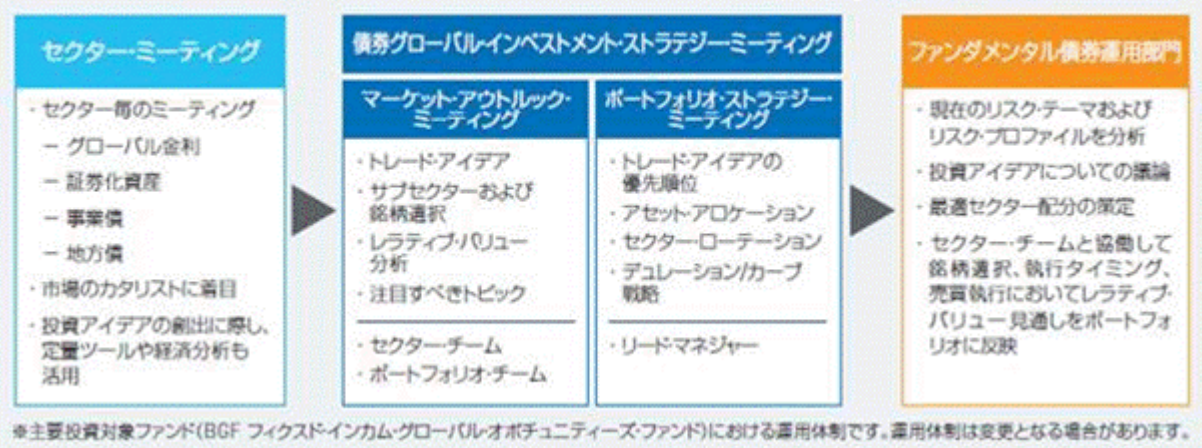 セクター・ミーティング
・セクター毎のミーティング
－ グローバル金利
－ 証券化資産
－ 事業債
－ 地方債
・市場のカタリストに着目
・投資アイデアの創出に際し、
定量ツールや経済分析も
活用
債券グローバル・インベストメント・ストラテジー・ミーティング
マーケット・アウトルック・
ミーティング
・トレード・アイデア
・サブセクターおよび
銘柄選択
・レラティブ・バリュー
分析
・注目すべきトピック
・セクター・チーム
・ポートフォリオ・チーム
ポートフォリオ・ストラテジー・
ミーティング
・トレード・アイデアの
優先順位
・アセット・アロケーション
・セクター・ローテーション
・デュレーション/カーブ
戦略
・リード・マネジャー
ファンダメンタル債券運用部門
・現在のリスク・テーマおよび
リスク・プロファイルを分析
・投資アイデアについての議論
・最適セクター配分の策定
・セクター・チームと協働して
銘柄選択、執行タイミング、
売買執行においてレラティブ・
バリュー見通しをポートフォ
リオに反映
※主要投資対象ファンド(BGF フィクスド・インカム・グローバル・オポチュニティーズ・ファンド)における運用体制です。運用体制は変更となる場合があります。